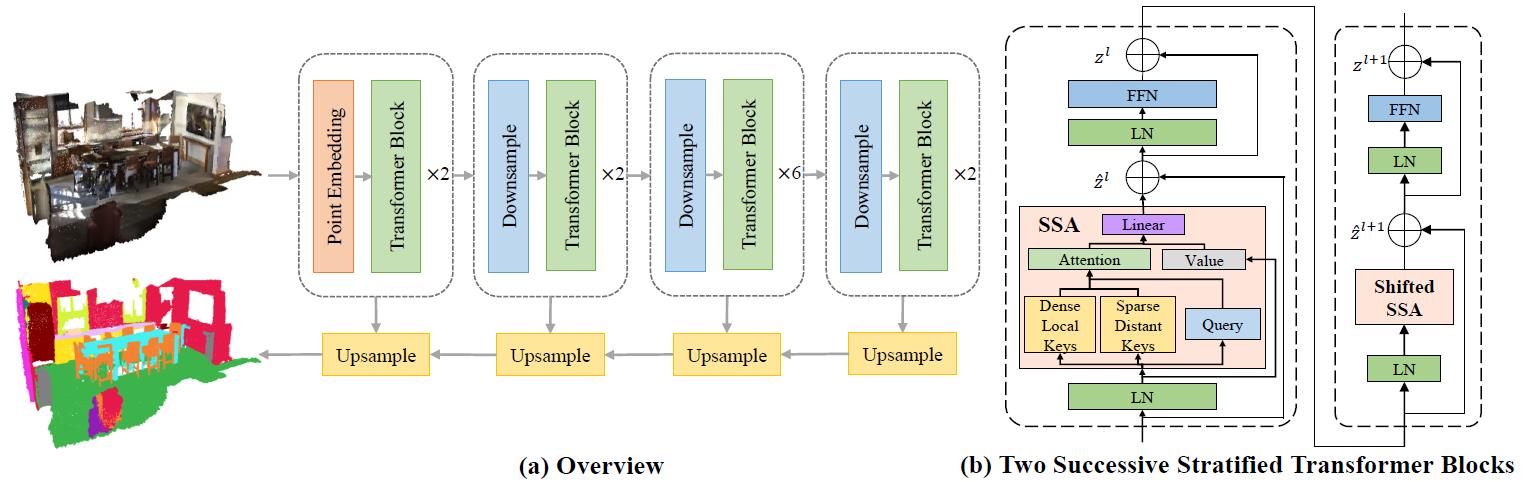 Point Embedding
Transformer Block
×2
Downsample
Transformer Block
×2
Downsample
Transformer Block
×6
Downsample
Transformer Block
×2
Upsample
Upsample
Upsample
Upsample
(a) Overview
z^l
FFN
LN
ẑ^l
SSA
Linear
Attention
Value
Dense
Local
Keys
Sparse
Distant
Keys
Query
LN
z^{l+1}
FFN
LN
ẑ^{l+1}
Shifted
SSA
LN
(b) Two Successive Stratified Transformer Blocks